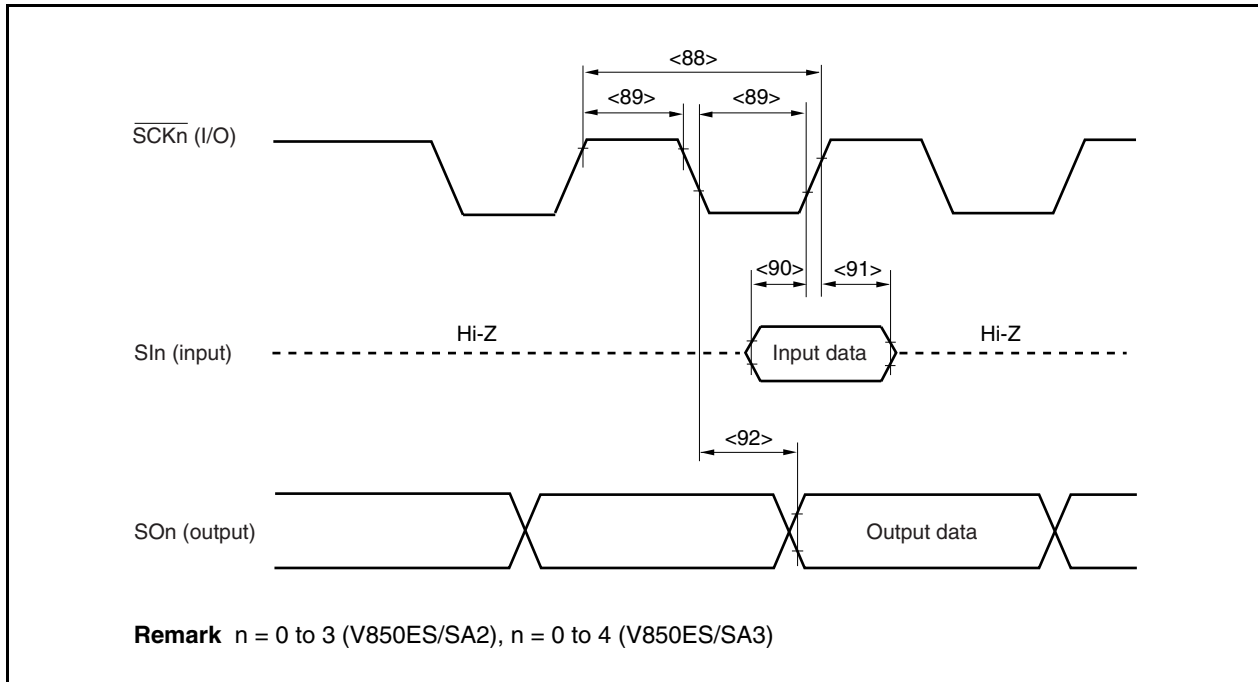 <88>
<89> <89>
SCKn (I/O)
<90> <91>
Hi-Z Hi-Z
SIn (input) Input data
<92>
SOn (output) Output data
Remark n = 0 to 3 (V850ES/SA2), n = 0 to 4 (V850ES/SA3)